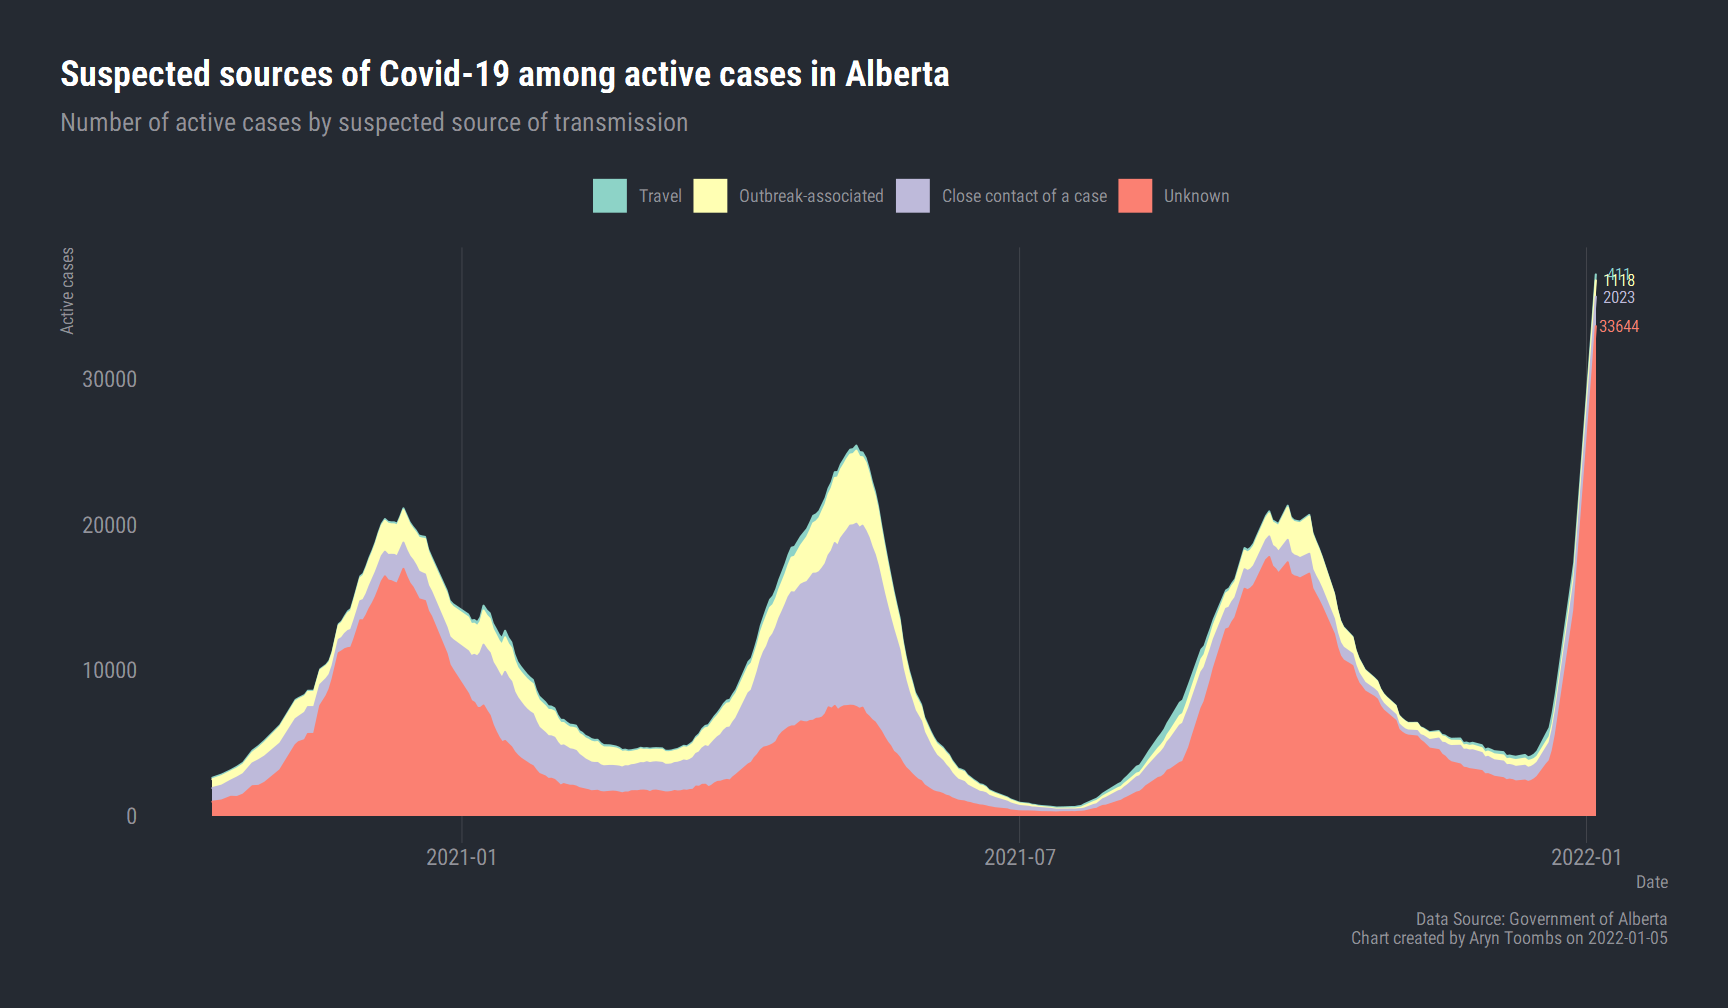 Suspected sources of Covid-19 among active cases in Alberta
Number of active cases by suspected source of transmission
Travel
Outbreak-associated
Close contact of a case
Unknown
Active cases
411
1118
2023
33644
30000
20000
10000
0
2021-01
2021-07
2022-01
Date
Data Source: Government of Alberta
Chart created by Aryn Toombs on 2022-01-05